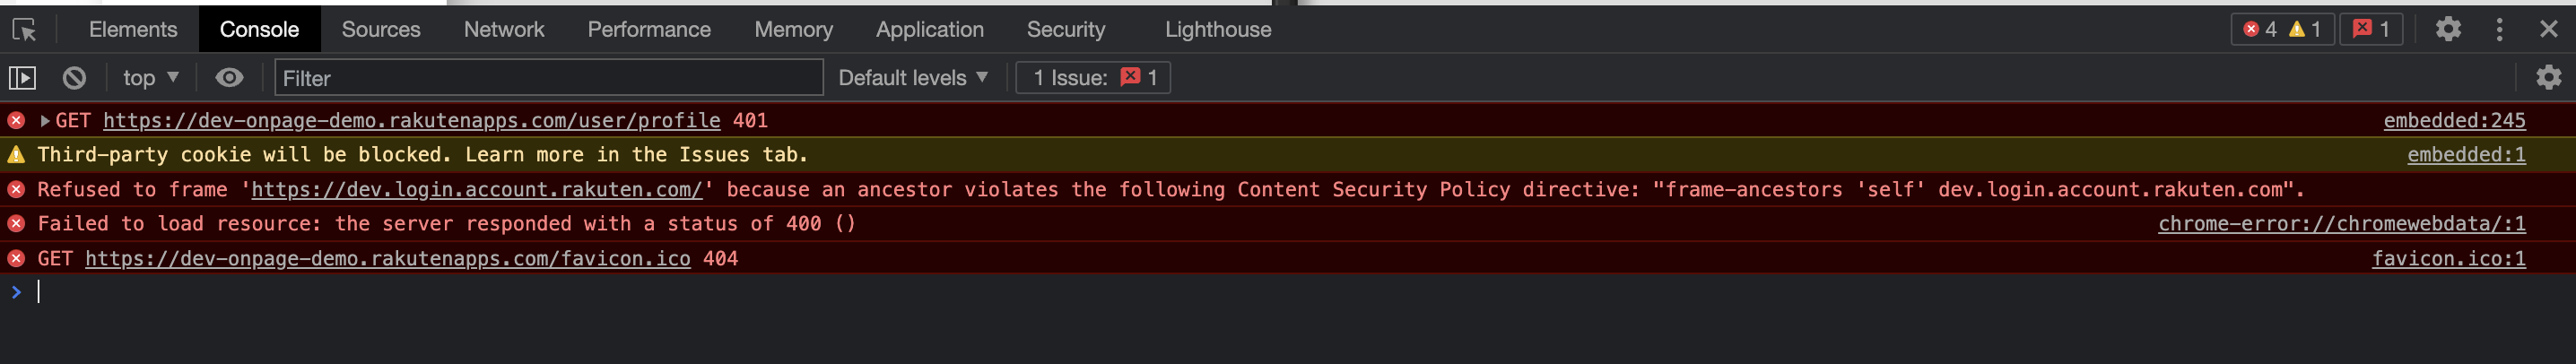 Elements Console Sources Network Performance Memory Application Security Lighthouse 4 1 1
top Filter Default levels 1 Issue: 1
GET https://dev-onpage-demo.rakutenapps.com/user/profile 401 embedded:245
Third-party cookie will be blocked. Learn more in the Issues tab. embedded:1
Refused to frame 'https://dev.login.account.rakuten.com/' because an ancestor violates the following Content Security Policy directive: "frame-ancestors 'self' dev.login.account.rakuten.com".
Failed to load resource: the server responded with a status of 400 () chrome-error://chromewebdata/:1
GET https://dev-onpage-demo.rakutenapps.com/favicon.ico 404 favicon.ico:1